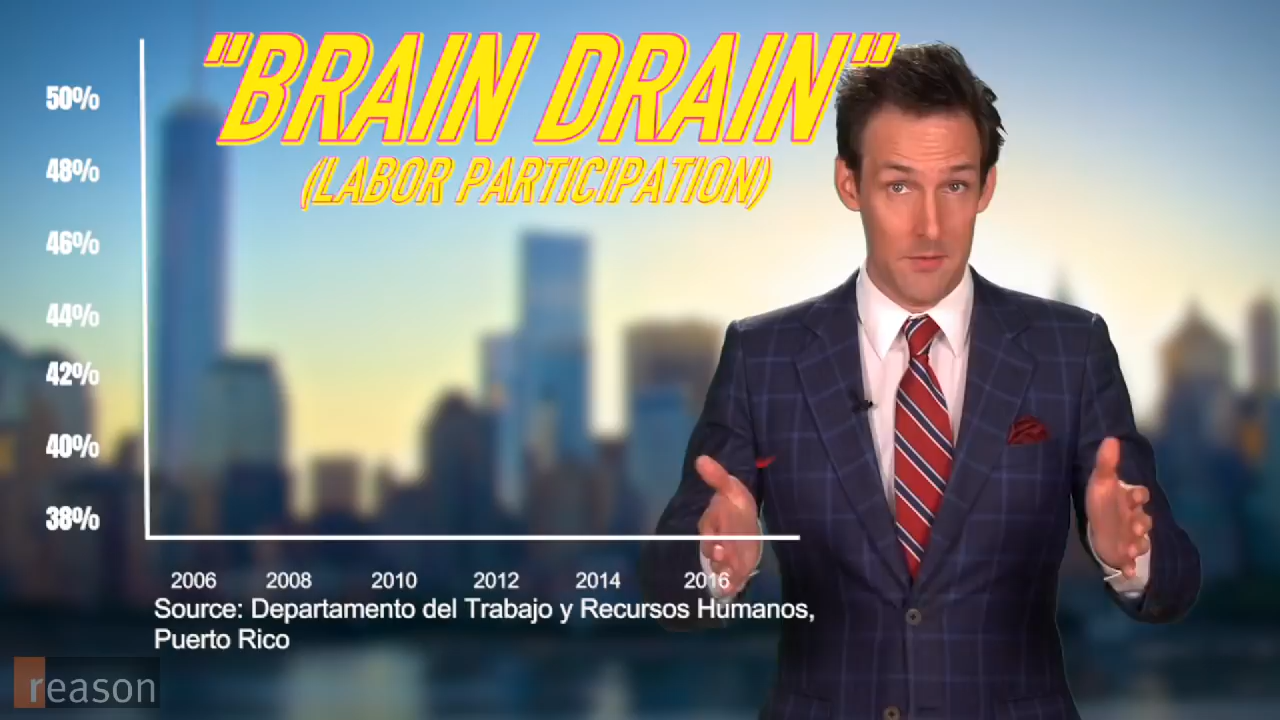 "BRAIN DRAIN"
(LABOR PARTICIPATION)
50%
48%
46%
44%
42%
40%
38%
2006 2008 2010 2012 2014 2016
Source: Departamento del Trabajo y Recursos Humanos,
Puerto Rico
reason